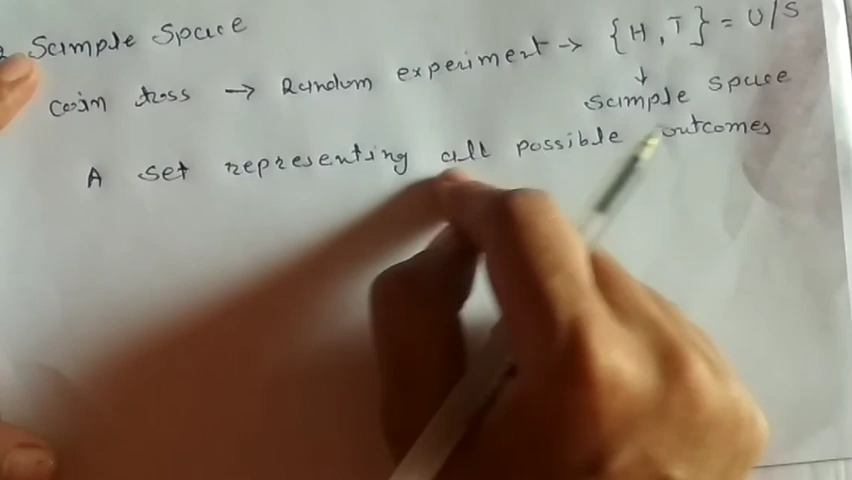 Sample Space
Coin toss → Random experiment → {H, T} = U/S
↓
Sample space
A set representing all possible outcomes